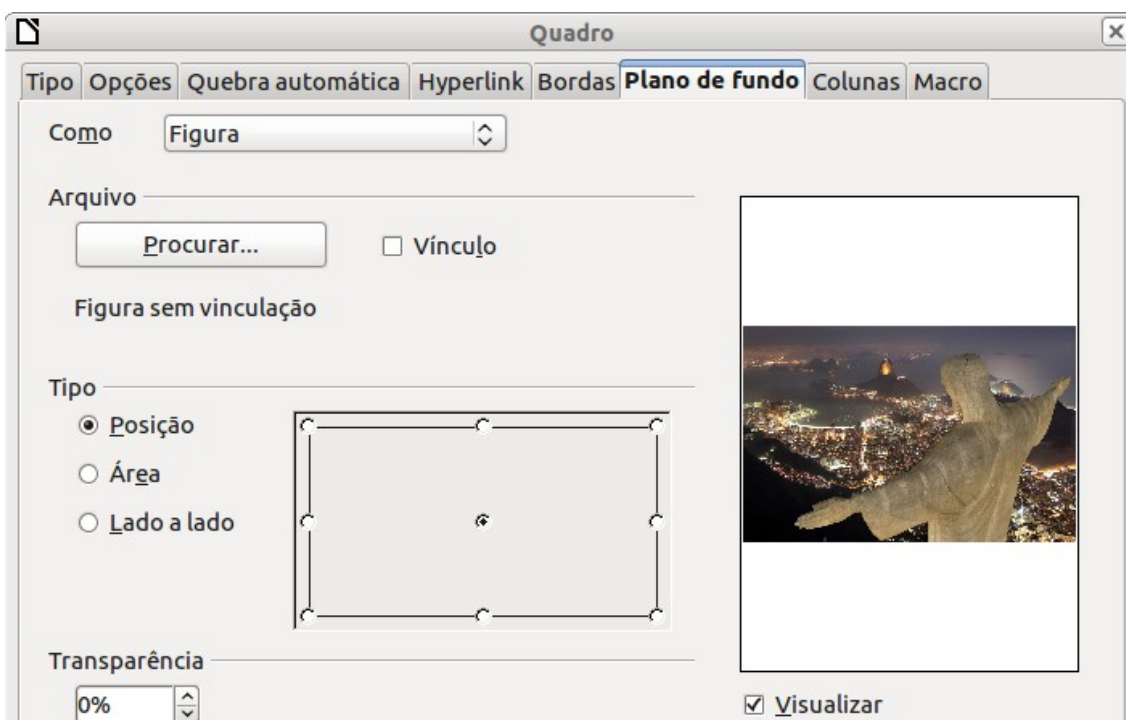 Quadro
Tipo Opções Quebra automática Hyperlink Bordas Plano de fundo Colunas Macro
Como Figura
Arquivo
Procurar... Vínculo
Figura sem vinculação
Tipo
Posição
Área
Lado a lado
Transparência
0%
Visualizar